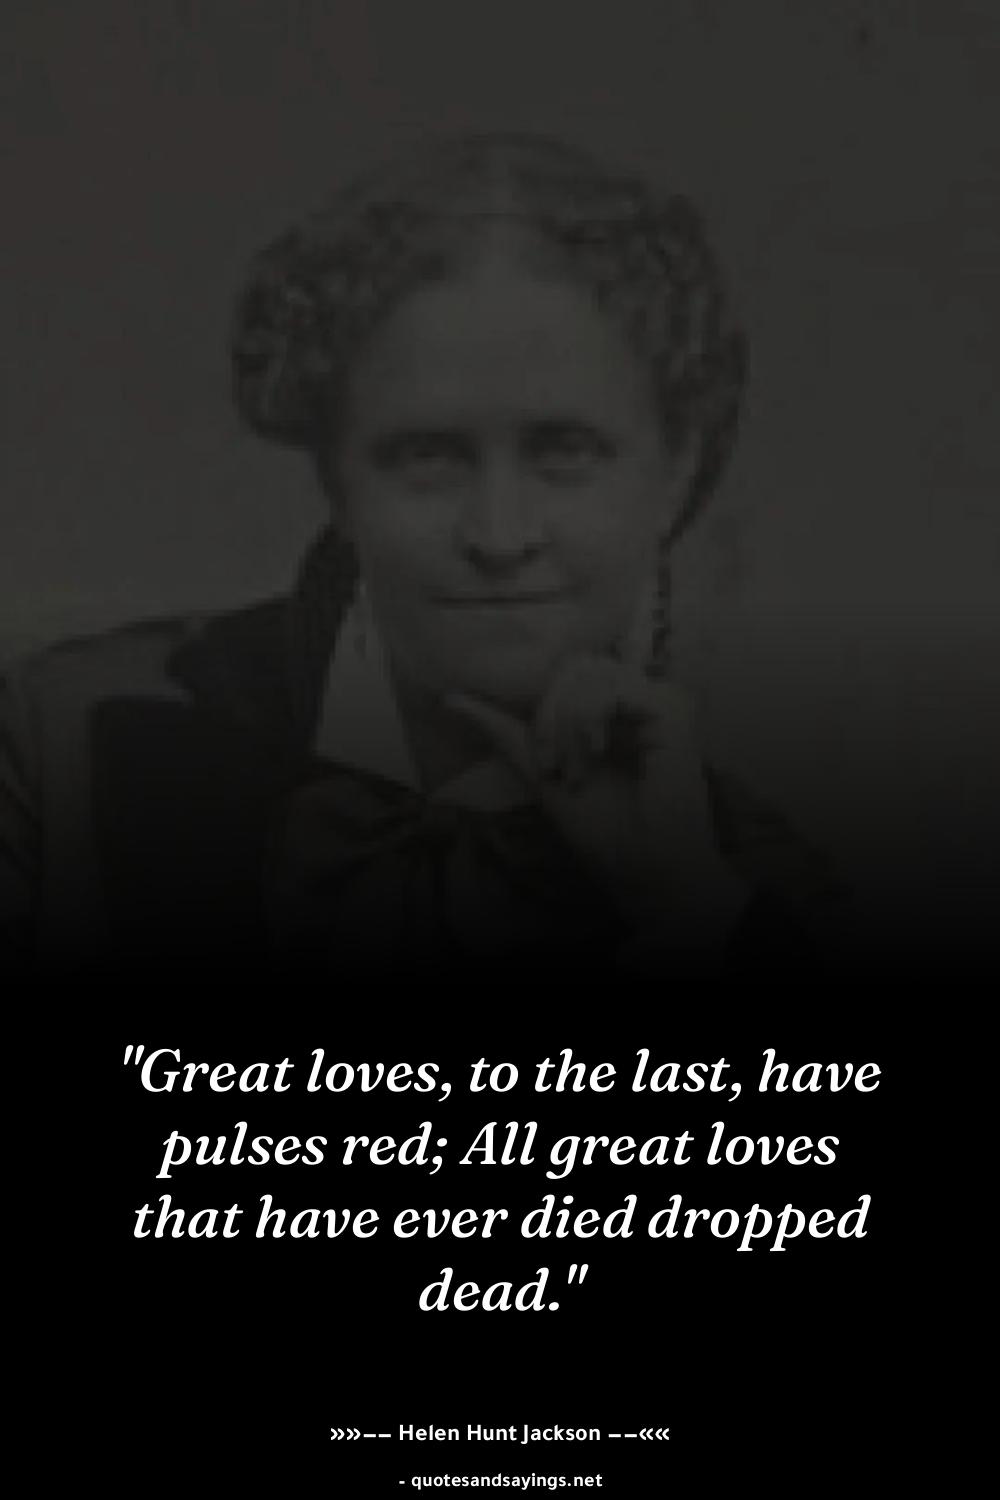 "Great loves, to the last, have
pulses red; All great loves
that have ever died dropped
dead."
»»−− Helen Hunt Jackson −−««
- quotesandsayings.net